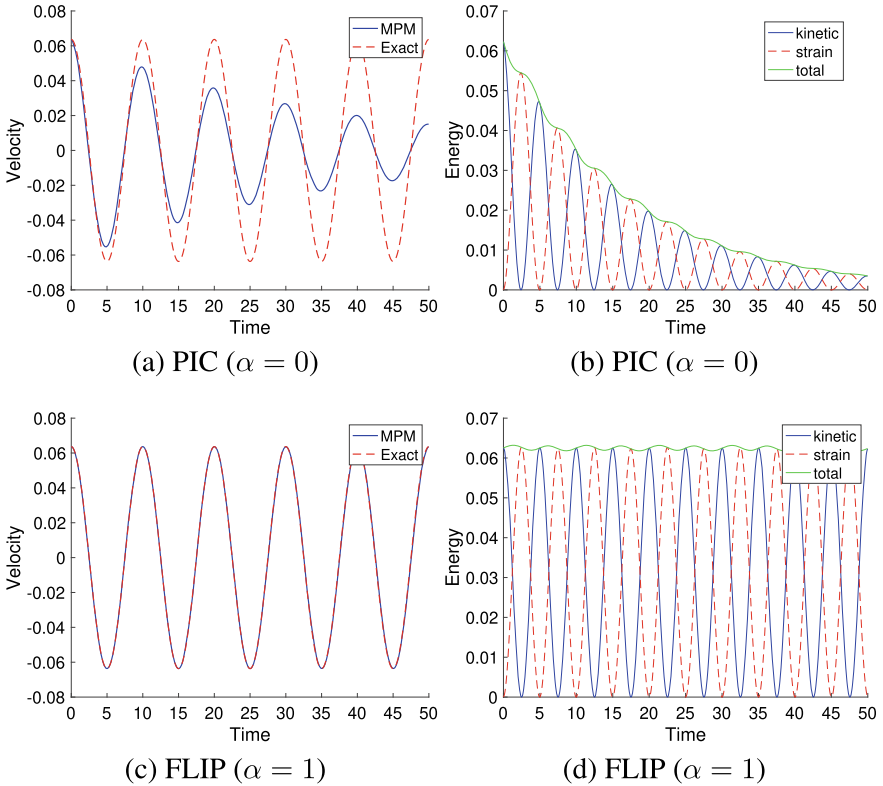 0.08
0.06
0.04
0.02
0
-0.02
-0.04
-0.06
-0.08
Velocity
MPM
Exact
0 5 10 15 20 25 30 35 40 45 50
Time
(a) PIC (α = 0)
0.07
0.06
0.05
0.04
0.03
0.02
0.01
0
Energy
kinetic
strain
total
0 5 10 15 20 25 30 35 40 45 50
Time
(b) PIC (α = 0)
0.08
0.06
0.04
0.02
0
-0.02
-0.04
-0.06
-0.08
Velocity
MPM
Exact
0 5 10 15 20 25 30 35 40 45 50
Time
(c) FLIP (α = 1)
0.07
0.06
0.05
0.04
0.03
0.02
0.01
0
Energy
kinetic
strain
total
0 5 10 15 20 25 30 35 40 45 50
Time
(d) FLIP (α = 1)